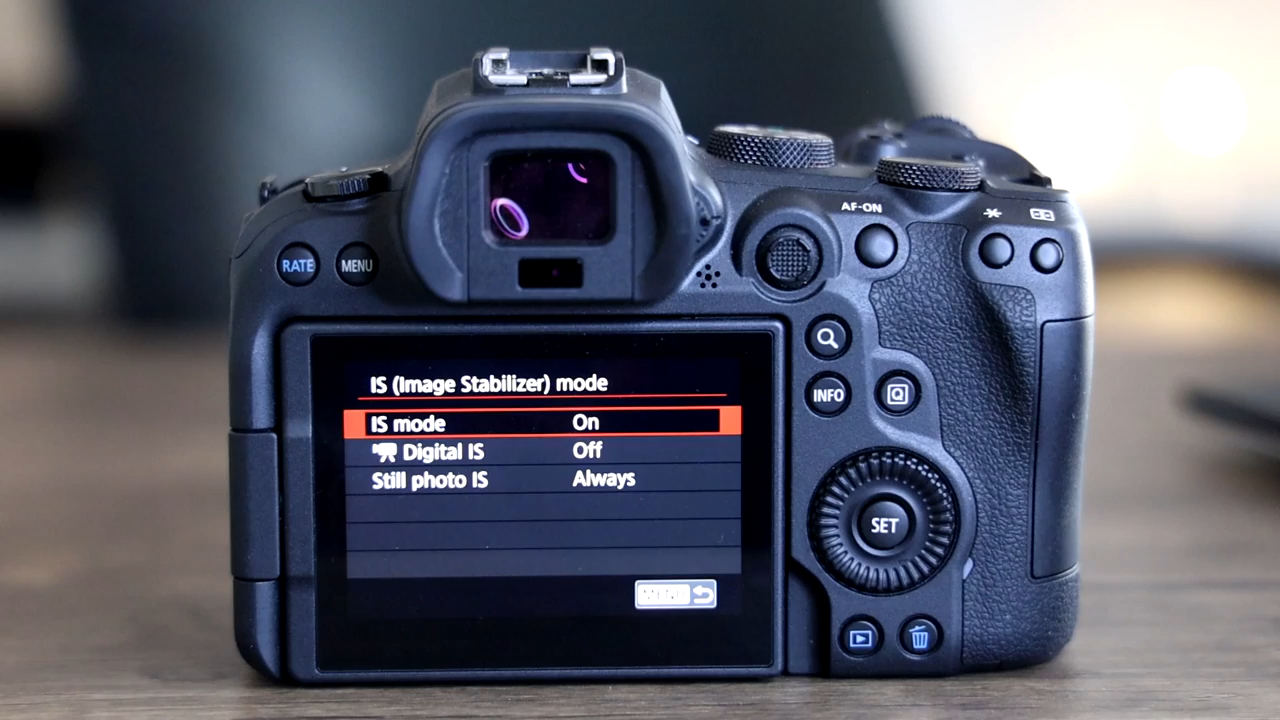 AF-ON
RATE MENU
INFO
Q
SET
IS (Image Stabilizer) mode
IS mode On
Digital IS Off
Still photo IS Always
MENU